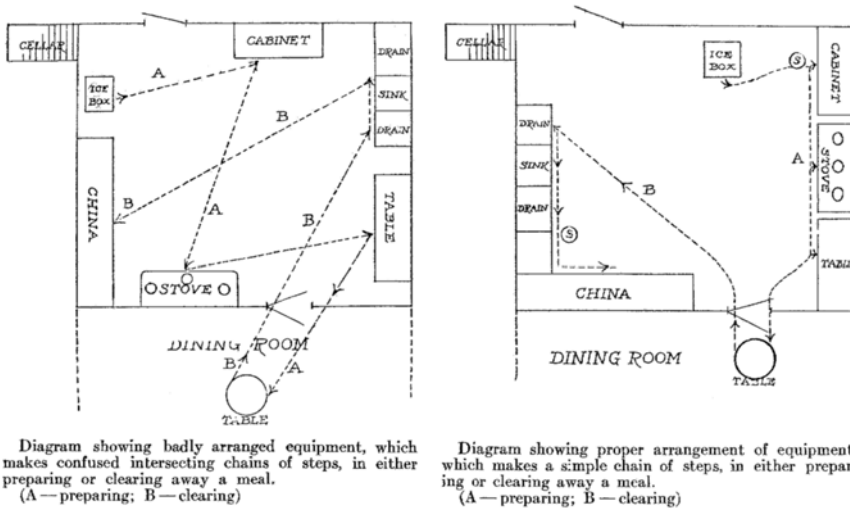 CELLAR
CABINET
ICE
BOX
A
B
DRAIN
SINK
DRAIN
CHINA
B
A
B
TABLE
STOVE
DINING ROOM
B
A
TABLE
Diagram showing badly arranged equipment, which
makes confused intersecting chains of steps, in either
preparing or clearing away a meal.
(A — preparing; B — clearing)
CELLAR
ICE
BOX
S
CABINET
DRAIN
SINK
DRAIN
B
A
STOVE
S
TABLE
CHINA
DINING ROOM
TABLE
Diagram showing proper arrangement of equipment
which makes a simple chain of steps, in either prepar
ing or clearing away a meal.
(A — preparing; B — clearing)